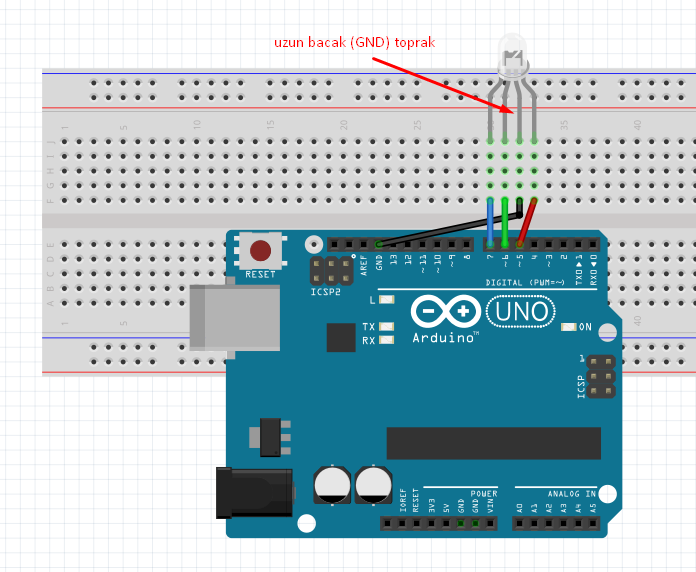 uzun bacak (GND) toprak
1 5 10 15 20 25 35 40
J
I
H
G
F
E
D
C
B
A
1 5 40
RESET
ICSP2
AREF
GND
13
12
~11
~10
~9
8
7
~6
~5
4
~3
2
TXD▶1
RXD◀0
DIGITAL (PWM=~)
L
TX
RX
UNO
Arduino™
ON
1
ICSP
POWER
ANALOG IN
IOREF
RESET
3V3
5V
GND
GND
VIN
A0
A1
A2
A3
A4
A5